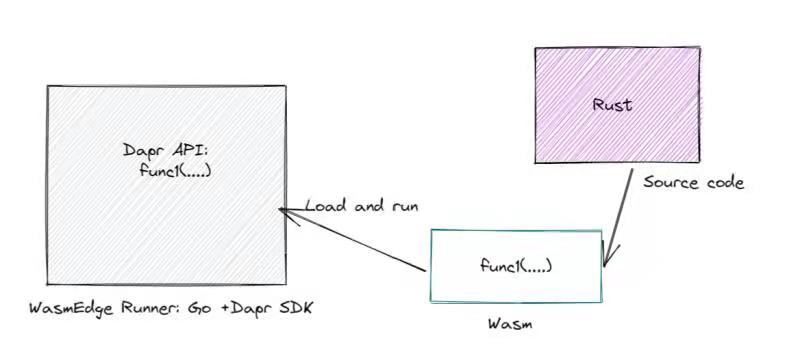 Rust
Dapr API:
func1(....)
Source code
Load and run
func1(....)
WasmEdge Runner: Go +Dapr SDK
Wasm